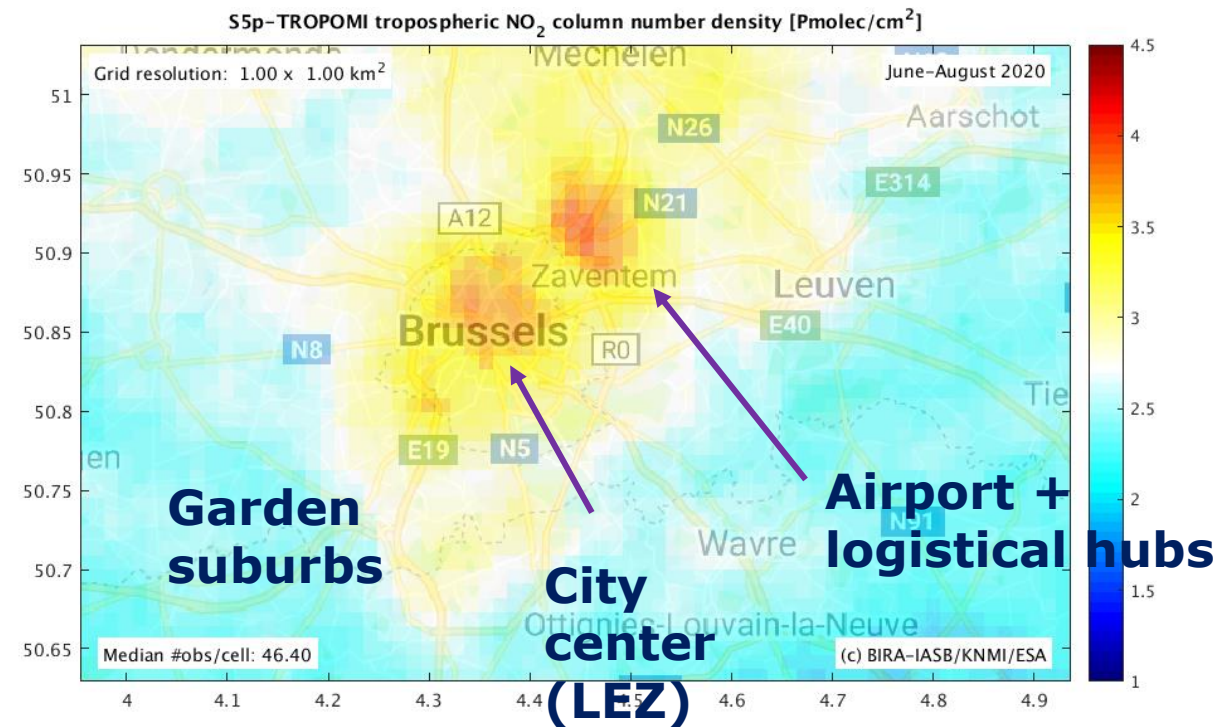 S5p-TROPOMI tropospheric NO2 column number density [Pmolec/cm2]
Grid resolution: 1.00 x 1.00 km2
June-August 2020
Mechelen
Aarschot
N26
E314
N21
A12
Zaventem
Leuven
Brussels
N8
R0
E40
Tie
E19
N5
en
Garden
suburbs
Airport +
logistical hubs
N91
Wavre
City
center
(LEZ)
Ottignies-Louvain-la-Neuve
Median #obs/cell: 46.40
(c) BIRA-IASB/KNMI/ESA
51
50.95
50.9
50.85
50.8
50.75
50.7
50.65
4 4.1 4.2 4.3 4.4 4.5 4.6 4.7 4.8 4.9
4.5
4
3.5
3
2.5
2
1.5
1